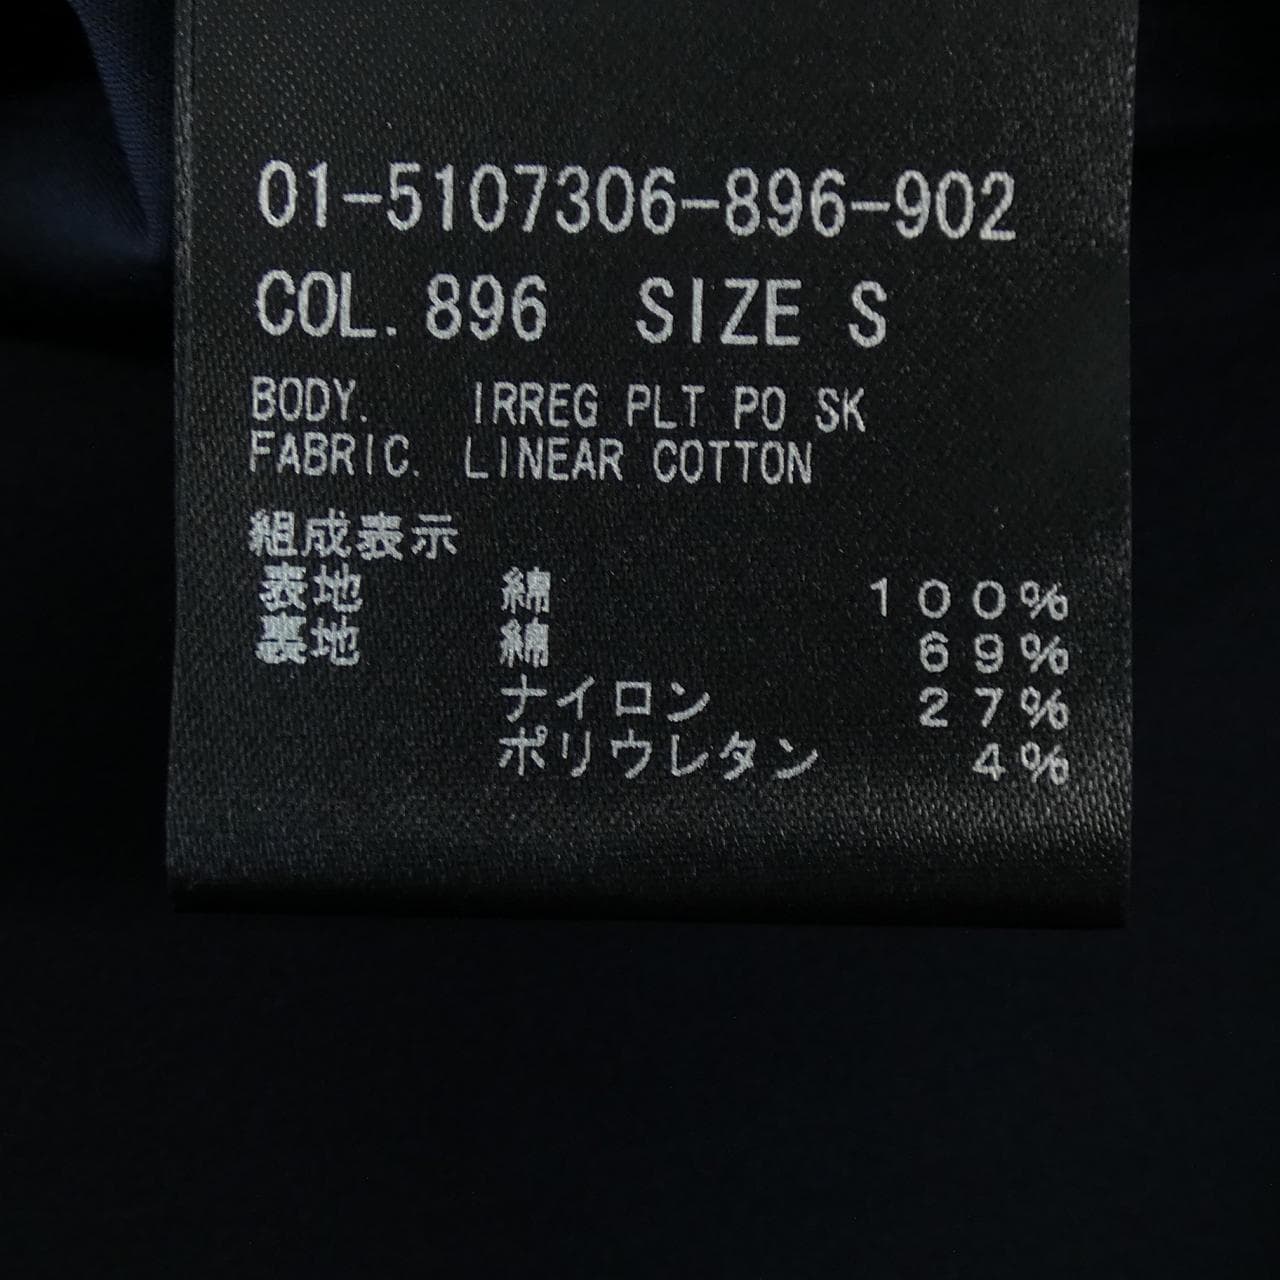 01-5107306-896-902
COL. 896 SIZE S
BODY. IRREG PLT PO SK
FABRIC. LINEAR COTTON
組成表示
表地 綿 100%
裏地 綿 69%
ナイロン 27%
ポリウレタン 4%